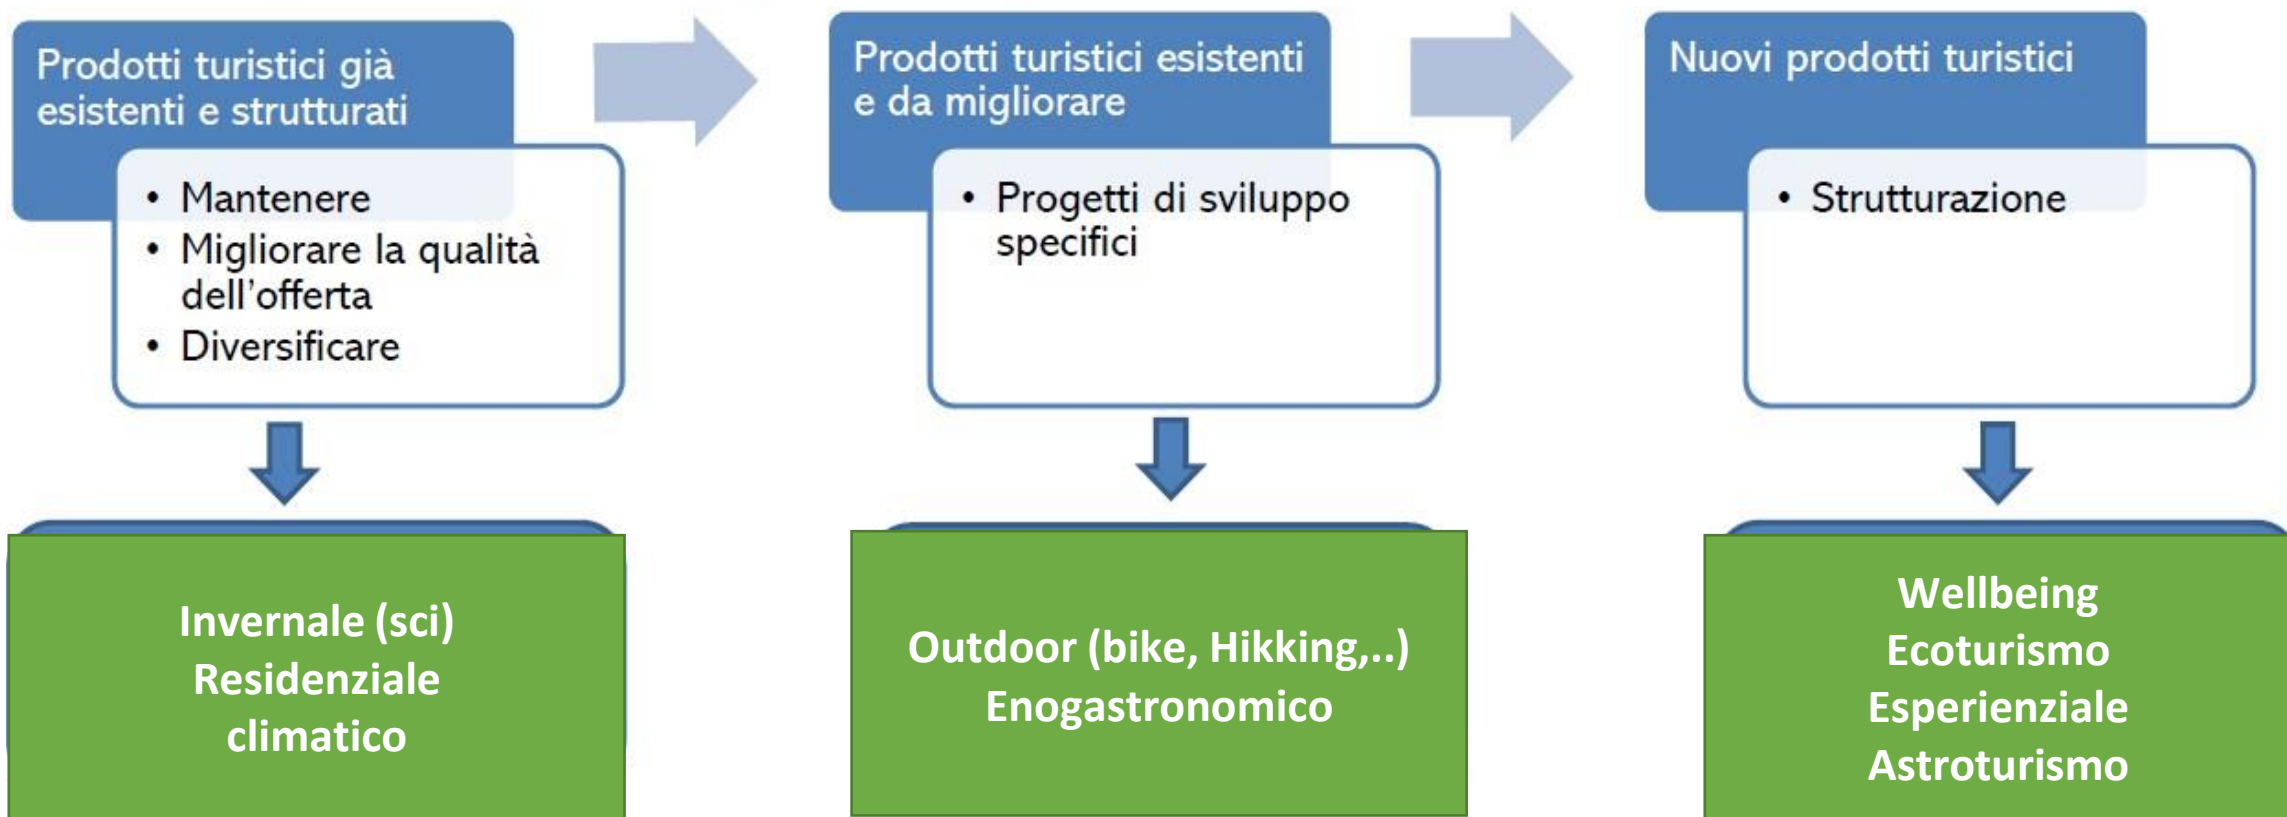 Prodotti turistici già
esistenti e strutturati
• Mantenere
• Migliorare la qualità
dell'offerta
• Diversificare
Invernale (sci)
Residenziale
climatico
Prodotti turistici esistenti
e da migliorare
• Progetti di sviluppo
specifici
Outdoor (bike, Hikking,..)
Enogastronomico
Nuovi prodotti turistici
• Strutturazione
Wellbeing
Ecoturismo
Esperienziale
Astroturismo